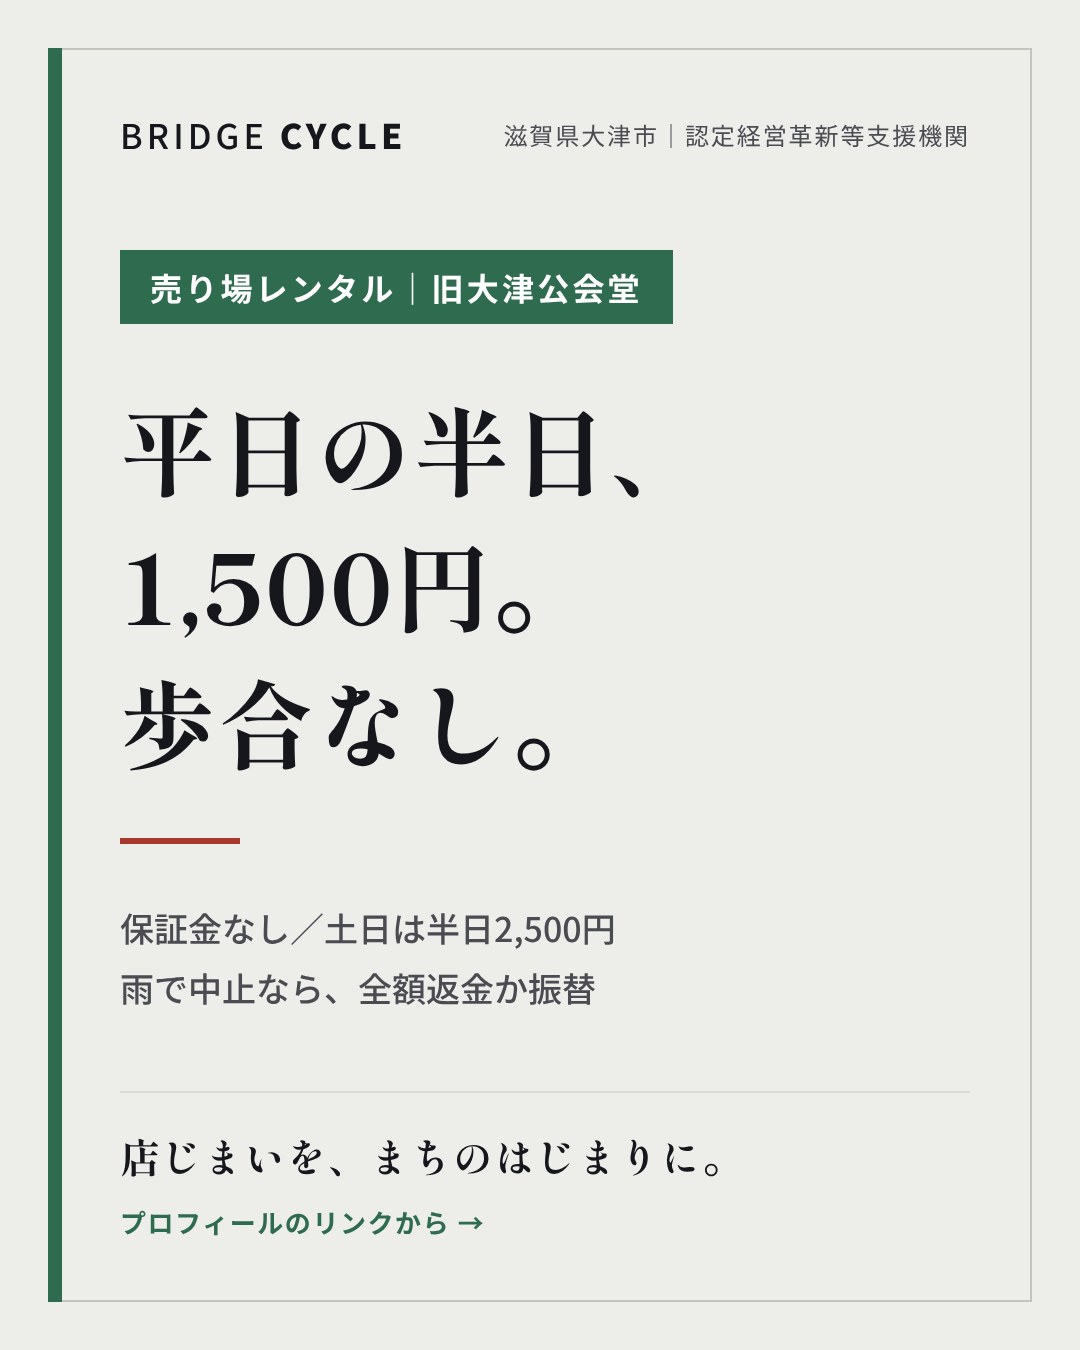 BRIDGE CYCLE
滋賀県大津市｜認定経営革新等支援機関
売り場レンタル｜旧大津公会堂
平日の半日、
1,500円。
歩合なし。
保証金なし／土日は半日2,500円
雨で中止なら、全額返金か振替
店じまいを、まちのはじまりに。
プロフィールのリンクから →